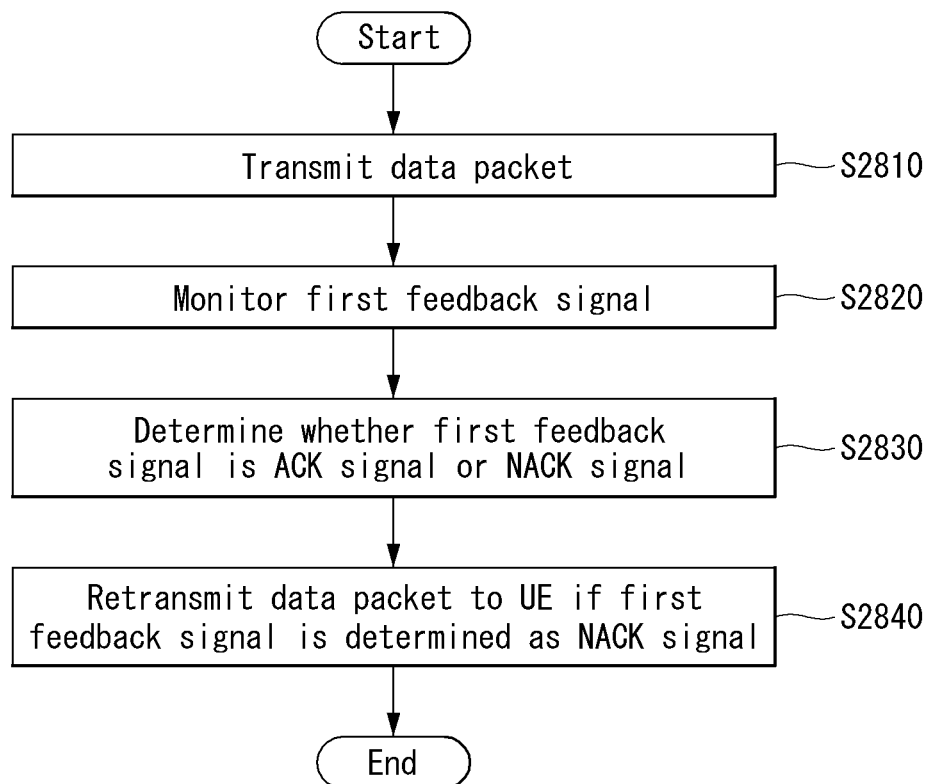 Start
Transmit data packet
S2810
Monitor first feedback signal
S2820
Determine whether first feedback
signal is ACK signal or NACK signal
S2830
Retransmit data packet to UE if first
feedback signal is determined as NACK signal
S2840
End